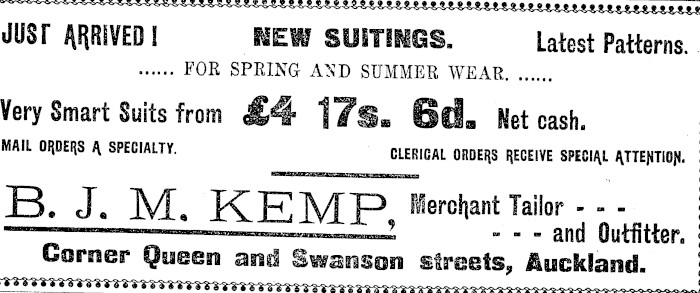 JUST ARRIVED! NEW SUITINGS. Latest Patterns.
...... FOR SPRING AND SUMMER WEAR. ......
Very Smart Suits from £4 17s. 6d. Net cash.
MAIL ORDERS A SPECIALTY. CLERICAL ORDERS RECEIVE SPECIAL ATTENTION.
B. J. M. KEMP, Merchant Tailor - - -
- - - and Outfitter.
Corner Queen and Swanson streets, Auckland.